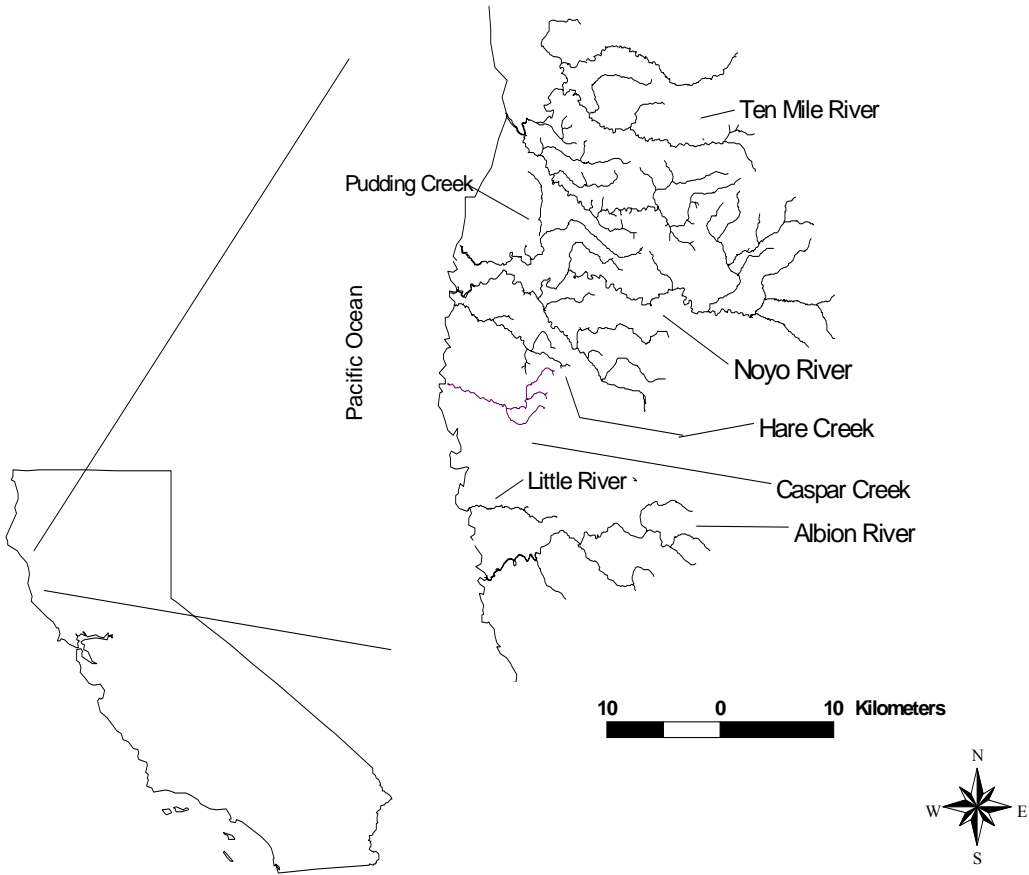 Ten Mile River
Pudding Creek
Pacific Ocean
Noyo River
Hare Creek
Little River
Caspar Creek
Albion River
10 0 10 Kilometers
N
W E
S